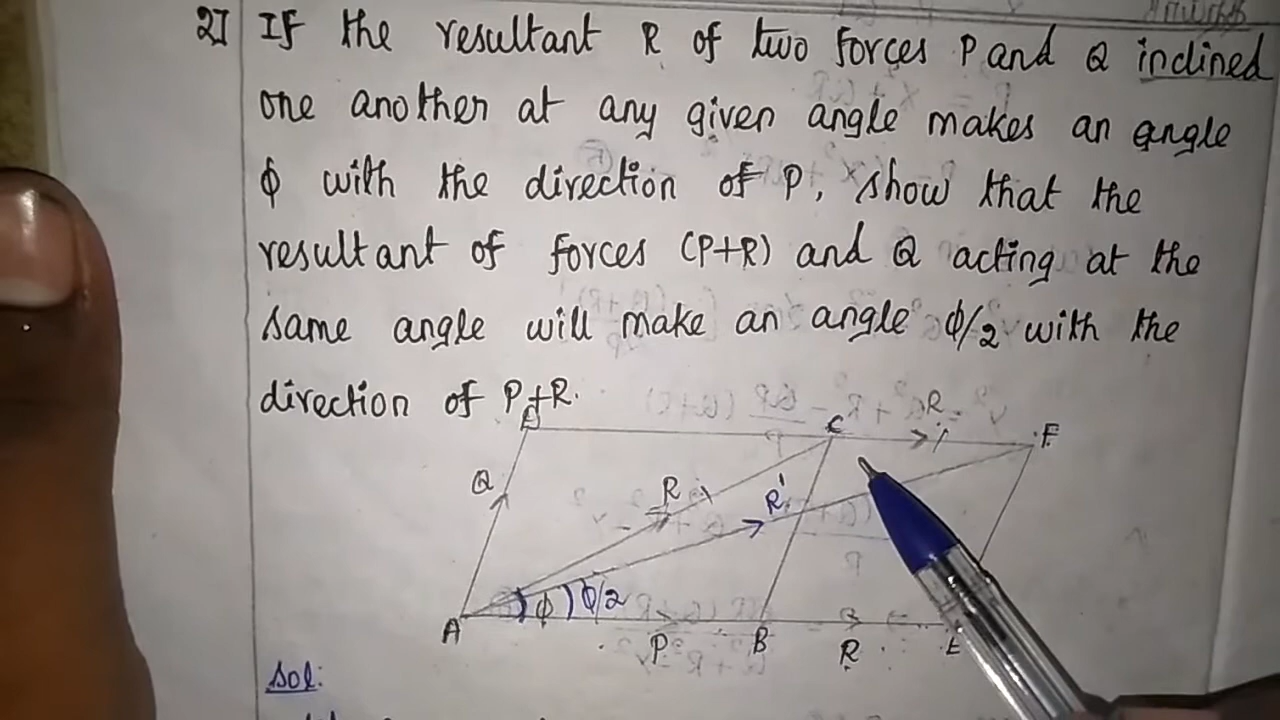 2] If the resultant R of two forces P and Q inclined
one another at any given angle makes an angle
ϕ with the direction of P, show that the
resultant of forces (P+R) and Q acting at the
same angle will make an angle ϕ/2 with the
direction of P+R.
D C R F
Q R R'
ϕ ϕ/2
A P B R E
Sol: